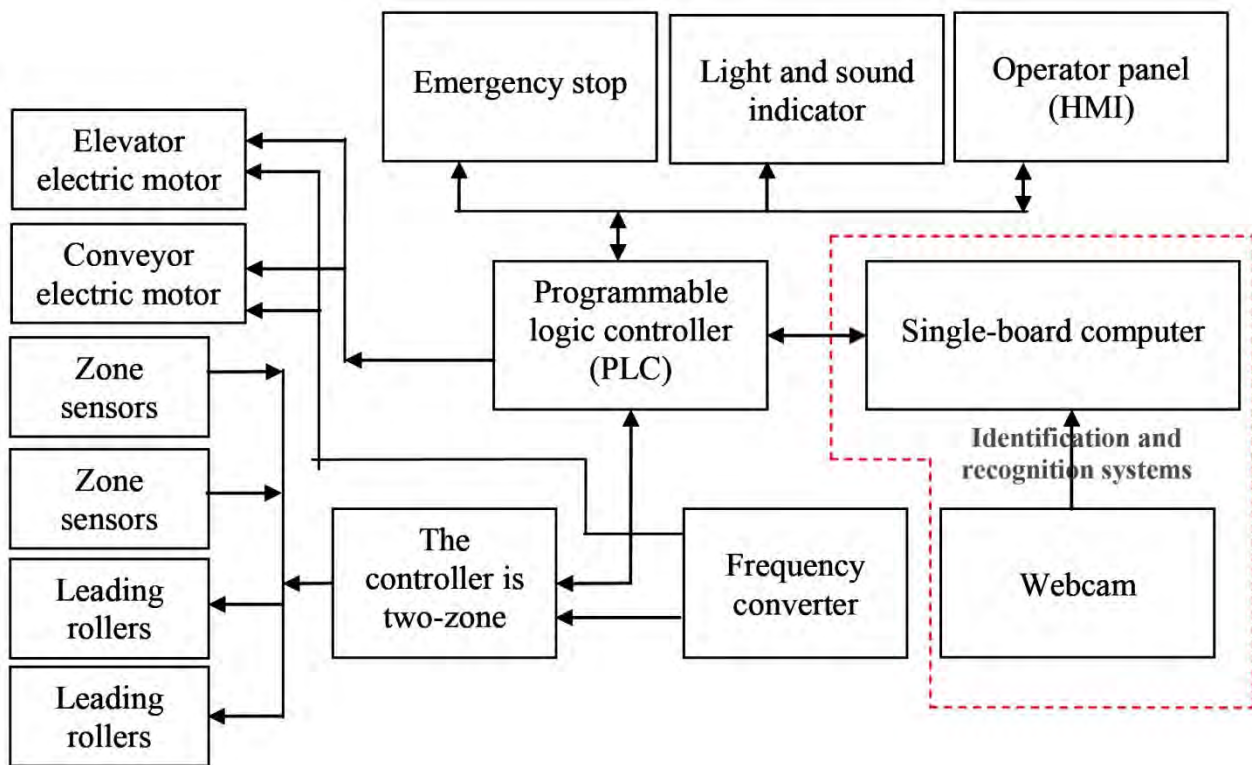 Emergency stop
Light and sound
indicator
Operator panel
(HMI)
Elevator
electric motor
Conveyor
electric motor
Programmable
logic controller
(PLC)
Single-board computer
Zone
sensors
Identification and
recognition systems
Zone
sensors
The
controller is
two-zone
Frequency
converter
Webcam
Leading
rollers
Leading
rollers